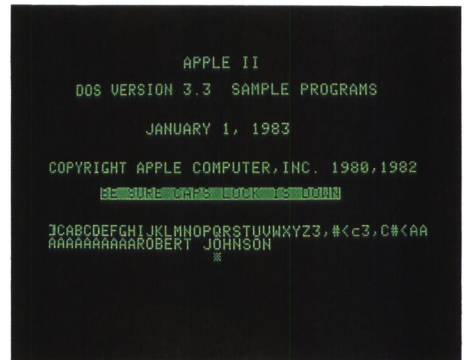 APPLE II
DOS VERSION 3.3 SAMPLE PROGRAMS
JANUARY 1, 1983
COPYRIGHT APPLE COMPUTER,INC. 1980,1982
BE SURE CAPS LOCK IS DOWN
]CABCDEFGHIJKLMNOPQRSTUVWXYZ3,#<c3,C#<AA
AAAAAAAAAAAROBERT JOHNSON